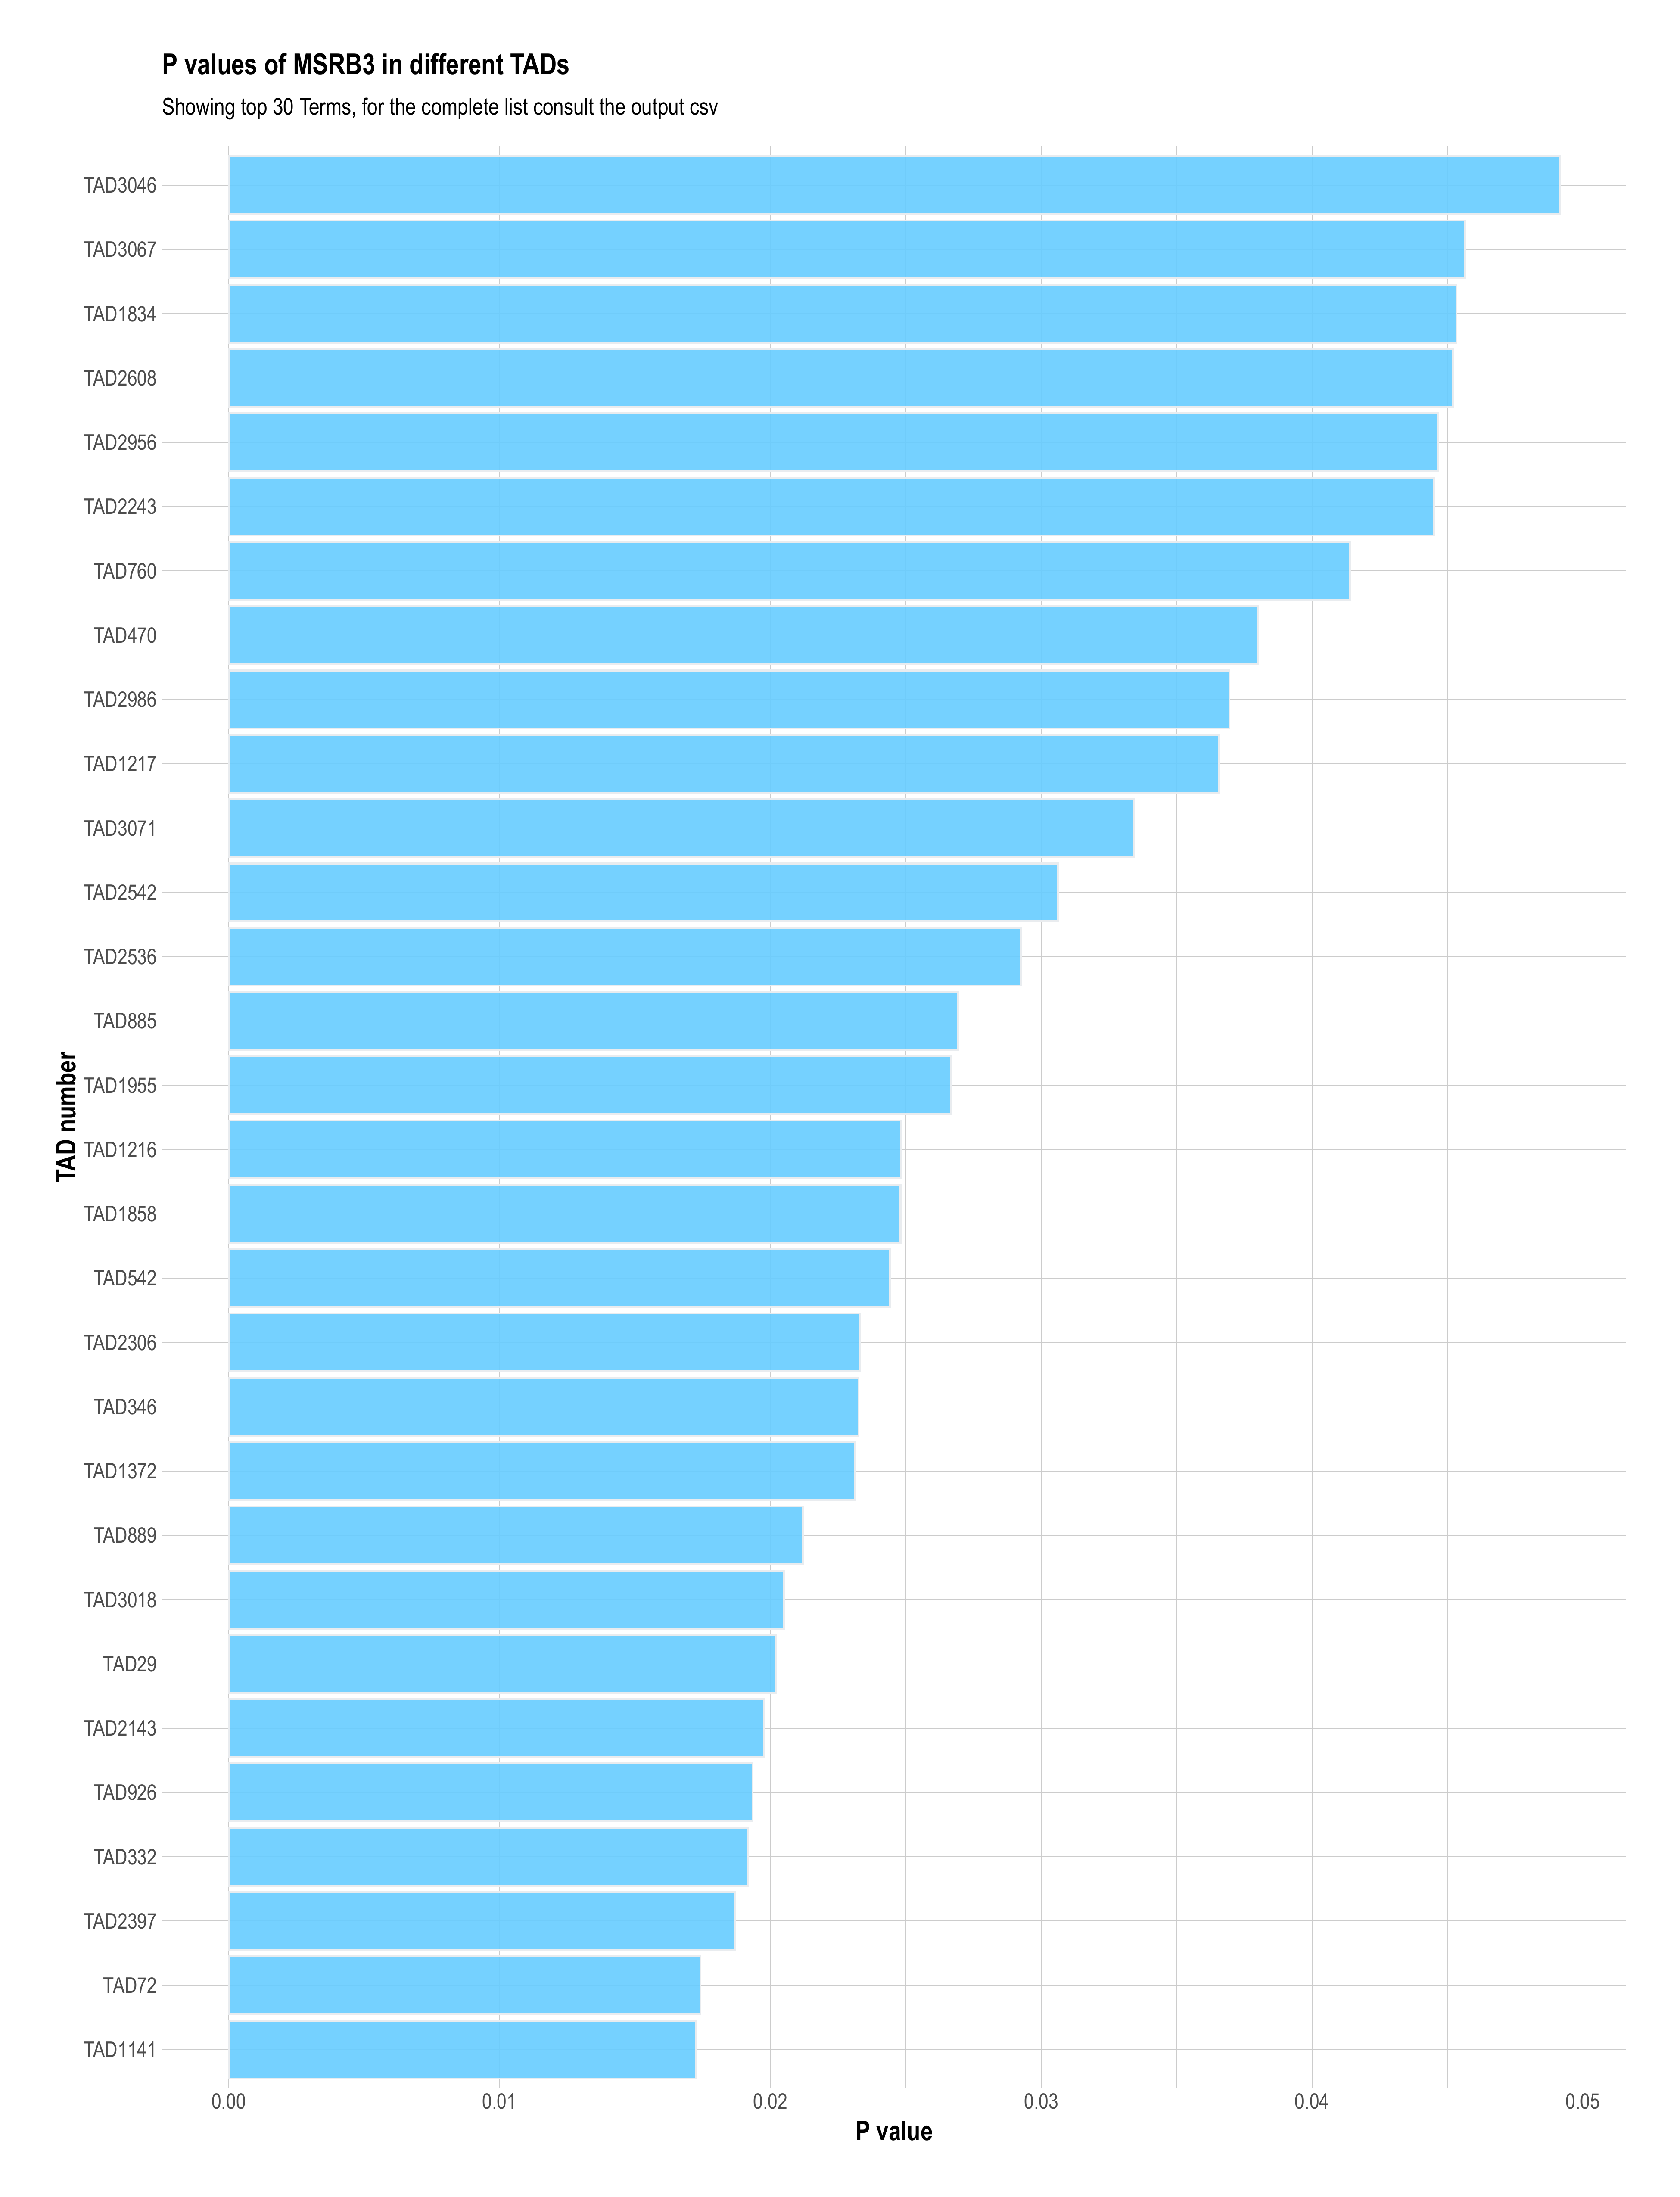 P values of MSRB3 in different TADs
Showing top 30 Terms, for the complete list consult the output csv
TAD3046
TAD3067
TAD1834
TAD2608
TAD2956
TAD2243
TAD760
TAD470
TAD2986
TAD1217
TAD3071
TAD2542
TAD2536
TAD885
TAD1955
TAD1216
TAD1858
TAD542
TAD2306
TAD346
TAD1372
TAD889
TAD3018
TAD29
TAD2143
TAD926
TAD332
TAD2397
TAD72
TAD1141
TAD number
0.00 0.01 0.02 0.03 0.04 0.05
P value